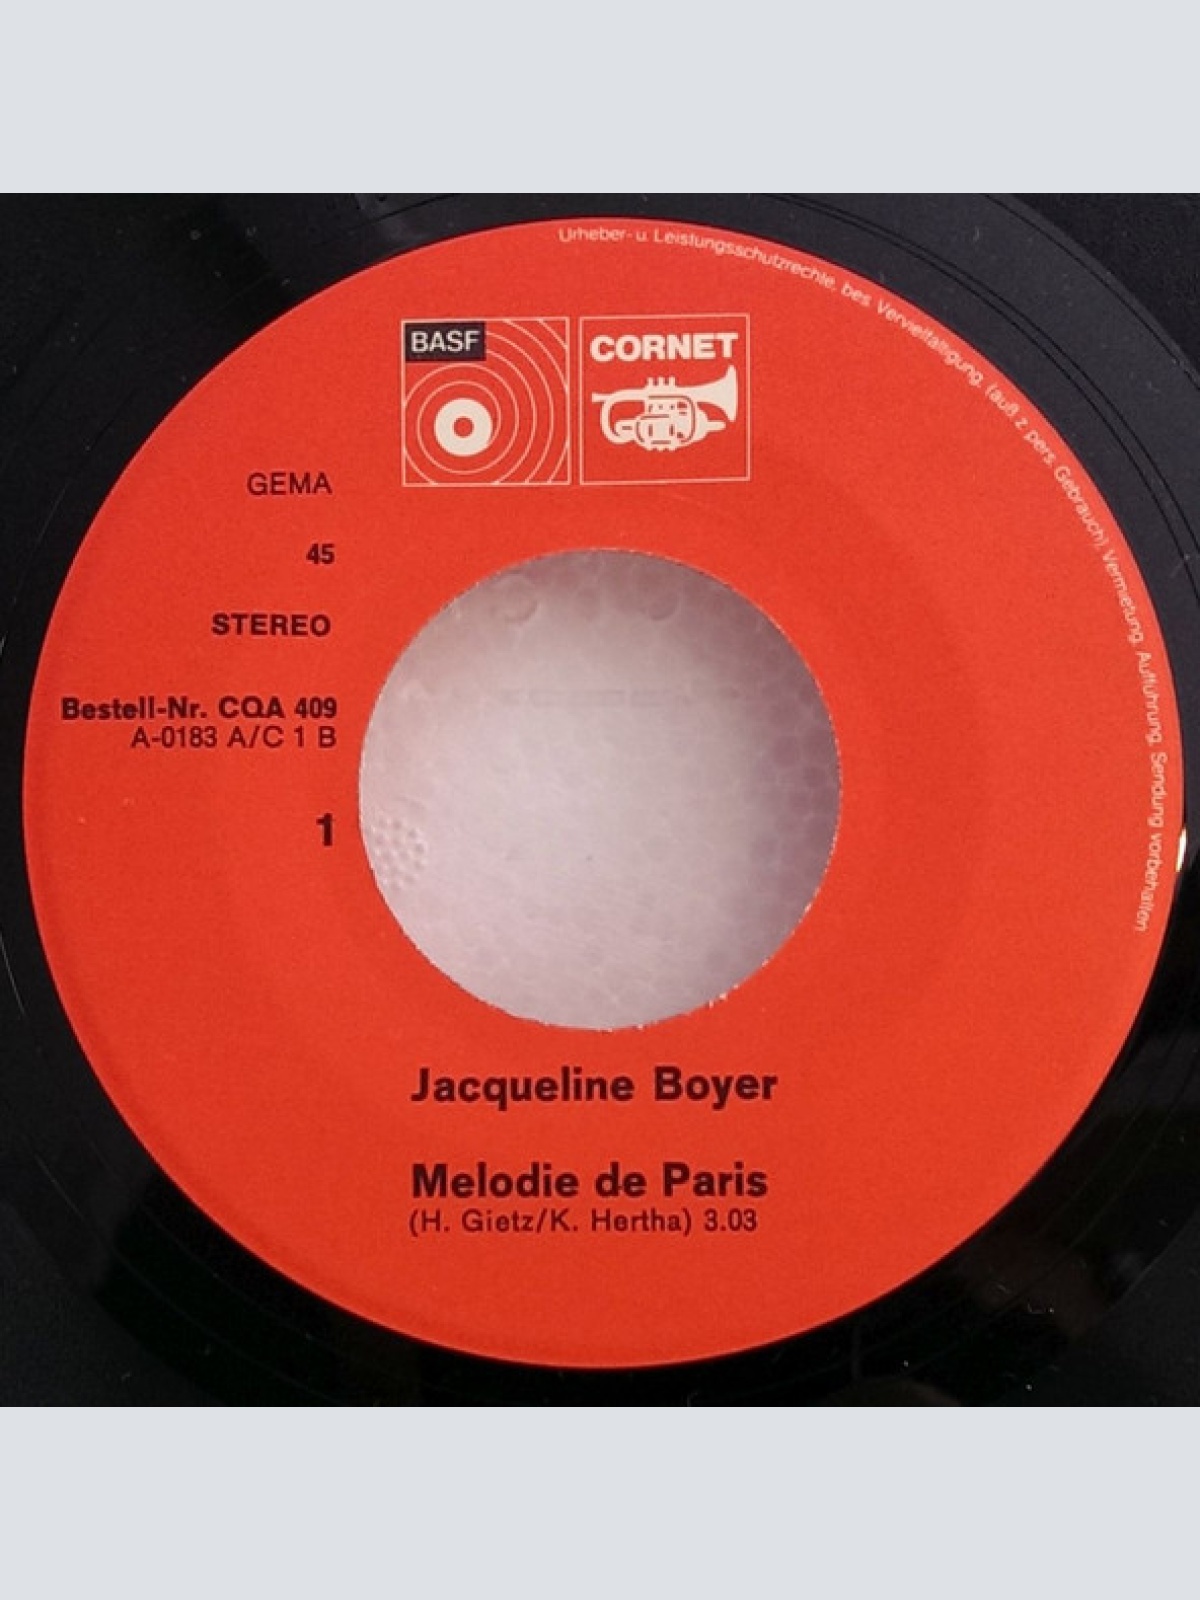 Urheber- u. Leistungsschutzrechte, bes. Vervielfältigung, (auß. z. pers. Gebrauch), Vermietung, Aufführung, Sendung vorbehalten
BASF
CORNET
GEMA
45
STEREO
Bestell-Nr. CQA 409
A-0183 A/C 1 B
1
Jacqueline Boyer
Melodie de Paris
(H. Gietz/K. Hertha) 3.03